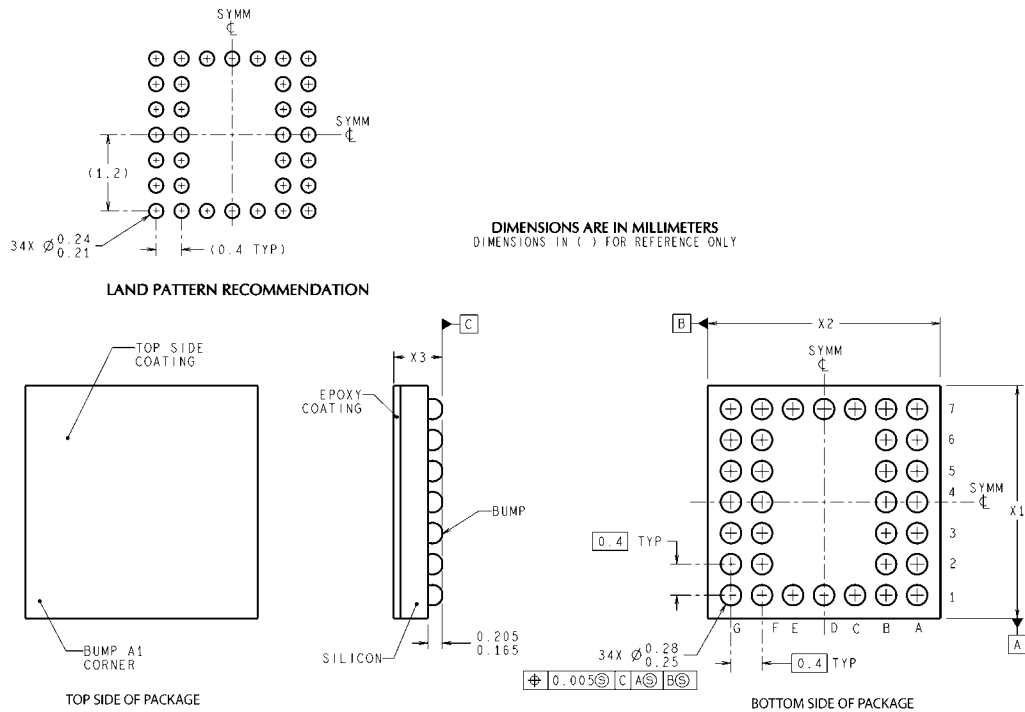 SYMM
℄
SYMM
℄
(1.2)
34X Ø 0.24
0.21
(0.4 TYP)
DIMENSIONS ARE IN MILLIMETERS
DIMENSIONS IN ( ) FOR REFERENCE ONLY
LAND PATTERN RECOMMENDATION
TOP SIDE
COATING
BUMP A1
CORNER
TOP SIDE OF PACKAGE
C
X3
EPOXY
COATING
BUMP
SILICON
0.205
0.165
B
X2
SYMM
℄
7
6
5
4
3
2
1
SYMM
℄
X1
0.4 TYP
G F E D C B A
34X Ø 0.28
0.25
0.4 TYP
A
⌖ 0.005Ⓢ C AⓈ BⓈ
BOTTOM SIDE OF PACKAGE